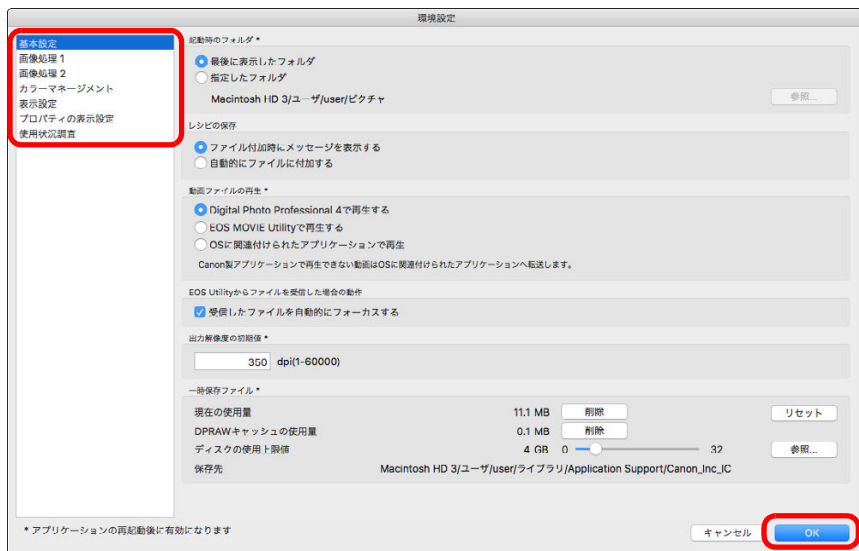 環境設定
基本設定
画像処理 1
画像処理 2
カラーマネージメント
表示設定
プロパティの表示設定
使用状況調査
起動時のフォルダ *
最後に表示したフォルダ
指定したフォルダ
Macintosh HD 3/ユーザ/user/ピクチャ
参照...
レシピの保存
ファイル付加時にメッセージを表示する
自動的にファイルに付加する
動画ファイルの再生 *
Digital Photo Professional 4で再生する
EOS MOVIE Utilityで再生する
OSに関連付けられたアプリケーションで再生
Canon製アプリケーションで再生できない動画はOSに関連付けられたアプリケーションへ転送します。
EOS Utilityからファイルを受信した場合の動作
受信したファイルを自動的にフォーカスする
出力解像度の初期値 *
350 dpi(1-60000)
一時保存ファイル *
現在の使用量 11.1 MB 削除 リセット
DPRAWキャッシュの使用量 0.1 MB 削除
ディスクの使用上限値 4 GB 0 32 参照...
保存先 Macintosh HD 3/ユーザ/user/ライブラリ/Application Support/Canon_Inc_IC
* アプリケーションの再起動後に有効になります
キャンセル OK